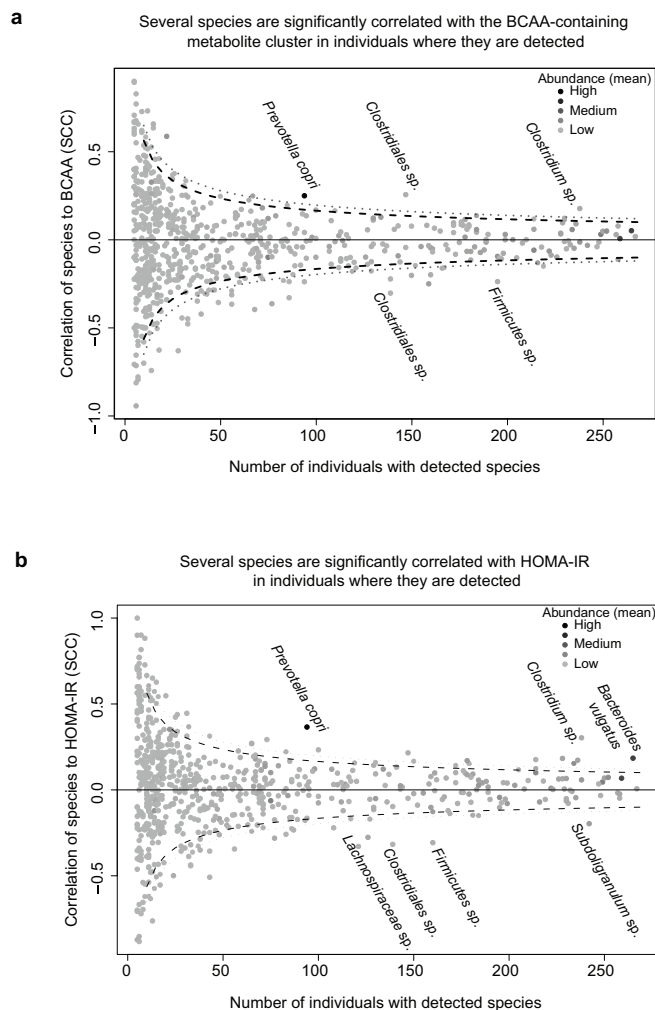 a
Several species are significantly correlated with the BCAA-containing
metabolite cluster in individuals where they are detected
Abundance (mean)
High
Medium
Low
Prevotella copri
Clostridiales sp.
Clostridium sp.
Clostridiales sp.
Firmicutes sp.
Correlation of species to BCAA (SCC)
0.5
0.0
−0.5
−1.0
0
50
100
150
200
250
Number of individuals with detected species
b
Several species are significantly correlated with HOMA-IR
in individuals where they are detected
Abundance (mean)
High
Medium
Low
Prevotella copri
Clostridium sp.
Bacteroides
vulgatus
Lachnospiraceae sp.
Clostridiales sp.
Firmicutes sp.
Subdoligranulum sp.
Correlation of species to HOMA-IR (SCC)
1.0
0.5
0.0
−0.5
0
50
100
150
200
250
Number of individuals with detected species